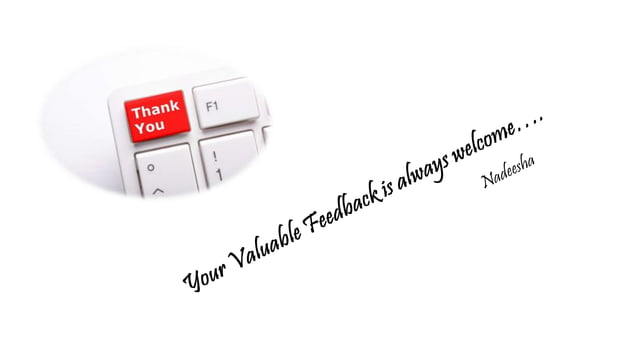 Thank
You
F1
°
^
!
1
Your Valuable Feedback is always welcome....
Nadeesha